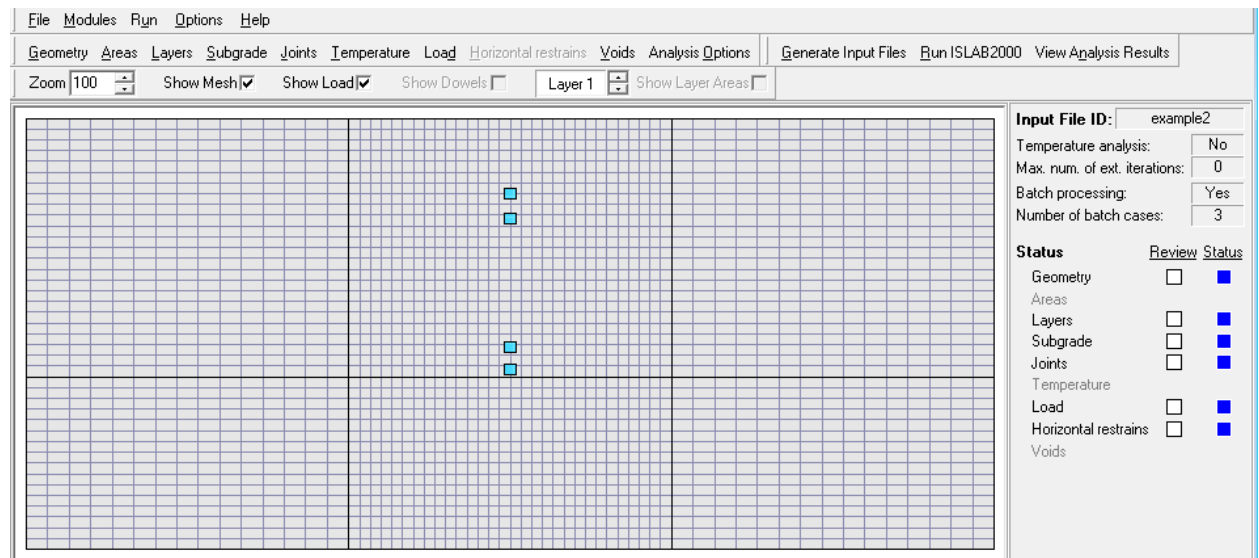 File Modules Run Options Help
Geometry Areas Layers Subgrade Joints Temperature Load Horizontal restrains Voids Analysis Options Generate Input Files Run ISLAB2000 View Analysis Results
Zoom 100 Show Mesh Show Load Show Dowels Layer 1 Show Layer Areas
Input File ID: example2
Temperature analysis: No
Max. num. of ext. iterations: 0
Batch processing: Yes
Number of batch cases: 3
Status Review Status
Geometry
Areas
Layers
Subgrade
Joints
Temperature
Load
Horizontal restrains
Voids